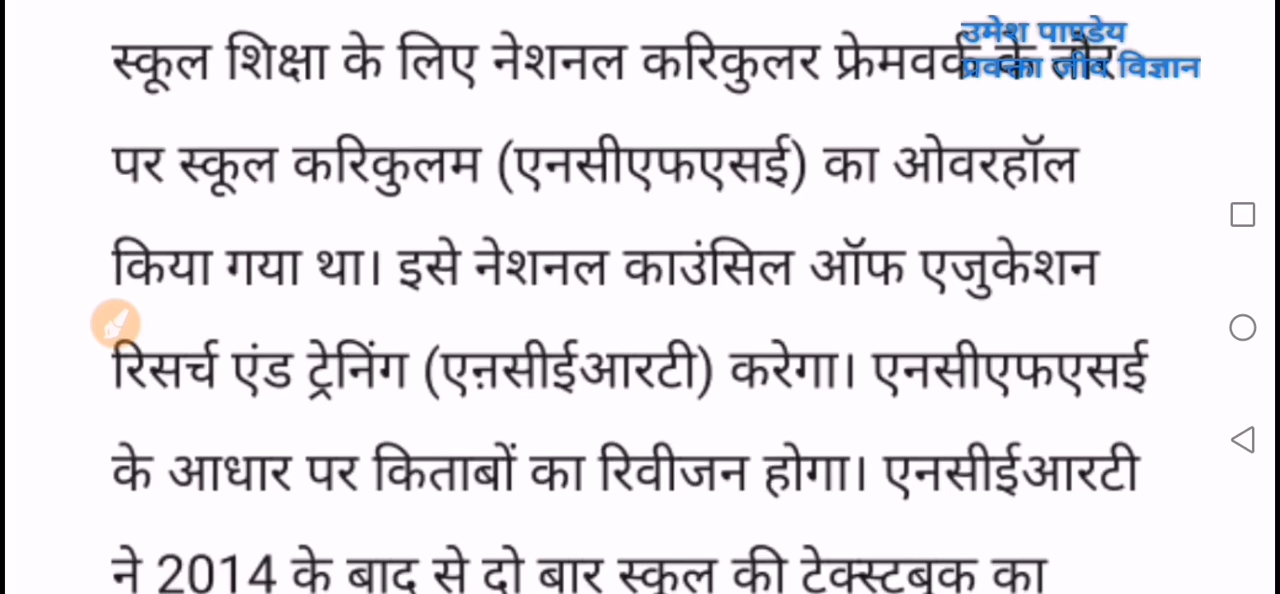 स्कूल शिक्षा के लिए नेशनल करिकुलर फ्रेमवर्क के तौर
उमेश पाण्डेय
प्रवक्ता जीव विज्ञान
पर स्कूल करिकुलम (एनसीएफएसई) का ओवरहॉल
किया गया था। इसे नेशनल काउंसिल ऑफ एजुकेशन
रिसर्च एंड ट्रेनिंग (एऩसीईआरटी) करेगा। एनसीएफएसई
के आधार पर किताबों का रिवीजन होगा। एनसीईआरटी
ने 2014 के बाद से दो बार स्कूल की टेक्स्टबुक का